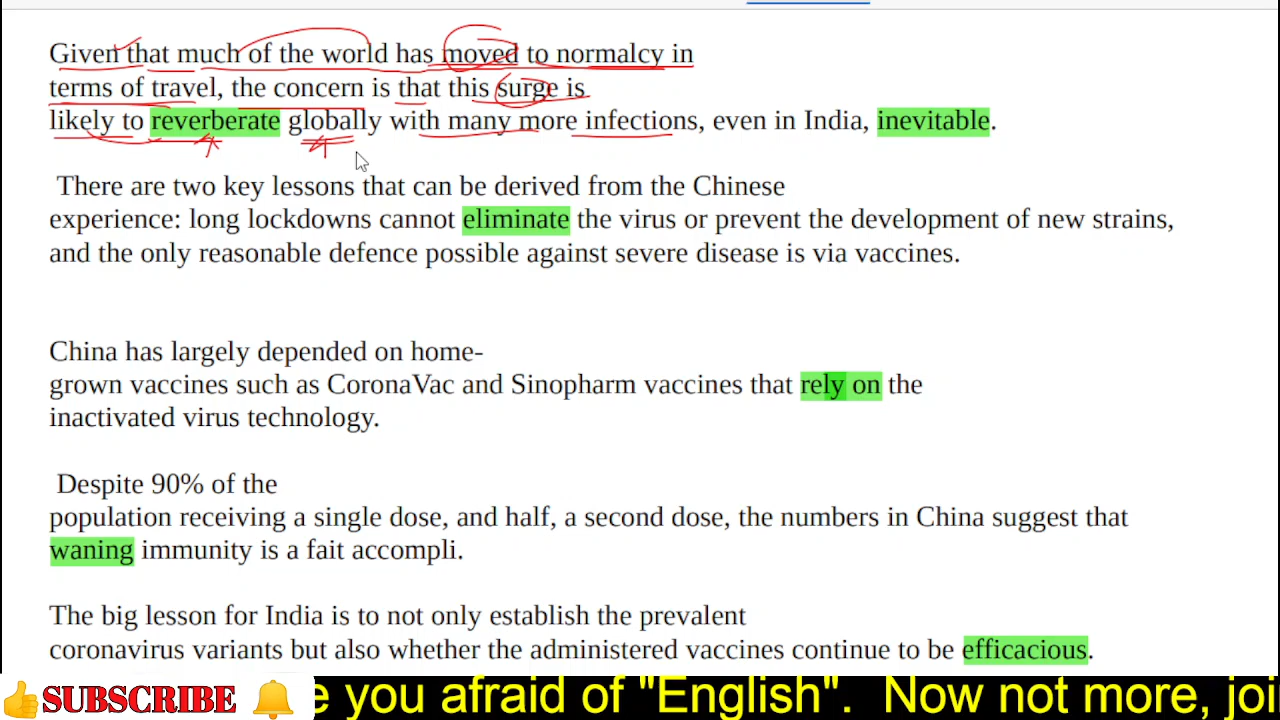 Given that much of the world has moved to normalcy in
terms of travel, the concern is that this surge is
likely to reverberate globally with many more infections, even in India, inevitable.
There are two key lessons that can be derived from the Chinese
experience: long lockdowns cannot eliminate the virus or prevent the development of new strains,
and the only reasonable defence possible against severe disease is via vaccines.
China has largely depended on home-
grown vaccines such as CoronaVac and Sinopharm vaccines that rely on the
inactivated virus technology.
Despite 90% of the
population receiving a single dose, and half, a second dose, the numbers in China suggest that
waning immunity is a fait accompli.
The big lesson for India is to not only establish the prevalent
coronavirus variants but also whether the administered vaccines continue to be efficacious.
SUBSCRIBE
e you afraid of "English". Now not more, joi